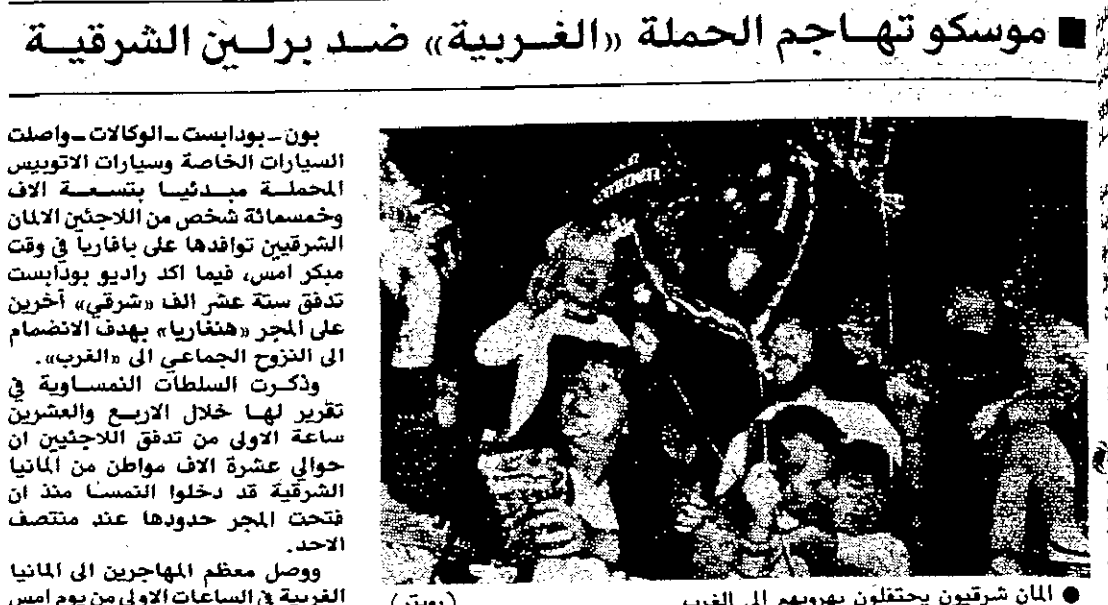 ■ موسكو تهاجم الحملة «الغربية» ضد برلين الشرقية
بون ـ بودابست ـ الوكالات ـ واصلت
السيارات الخاصة وسيارات الاتوبيس
المحملة مبدئيا بتسعة الاف
وخمسمائة شخص من اللاجئين الالمان
الشرقيين توافدها على بافاريا في وقت
مبكر امس، فيما اكد راديو بودابست
تدفق ستة عشر الف «شرقي» آخرين
على المجر «هنغاريا» بهدف الانضمام
الى النزوح الجماعي الى «الغرب».
وذكرت السلطات النمساوية في
تقرير لها خلال الاربع والعشرين
ساعة الاولى من تدفق اللاجئين ان
حوالي عشرة الاف مواطن من المانيا
الشرقية قد دخلوا النمسا منذ ان
فتحت المجر حدودها عند منتصف
الاحد.
ووصل معظم المهاجرين الى المانيا
الغربية في الساعات الاولى من يوم امس
● المان شرقيون يحتفلون بهروبهم الى الغرب (رويتر)